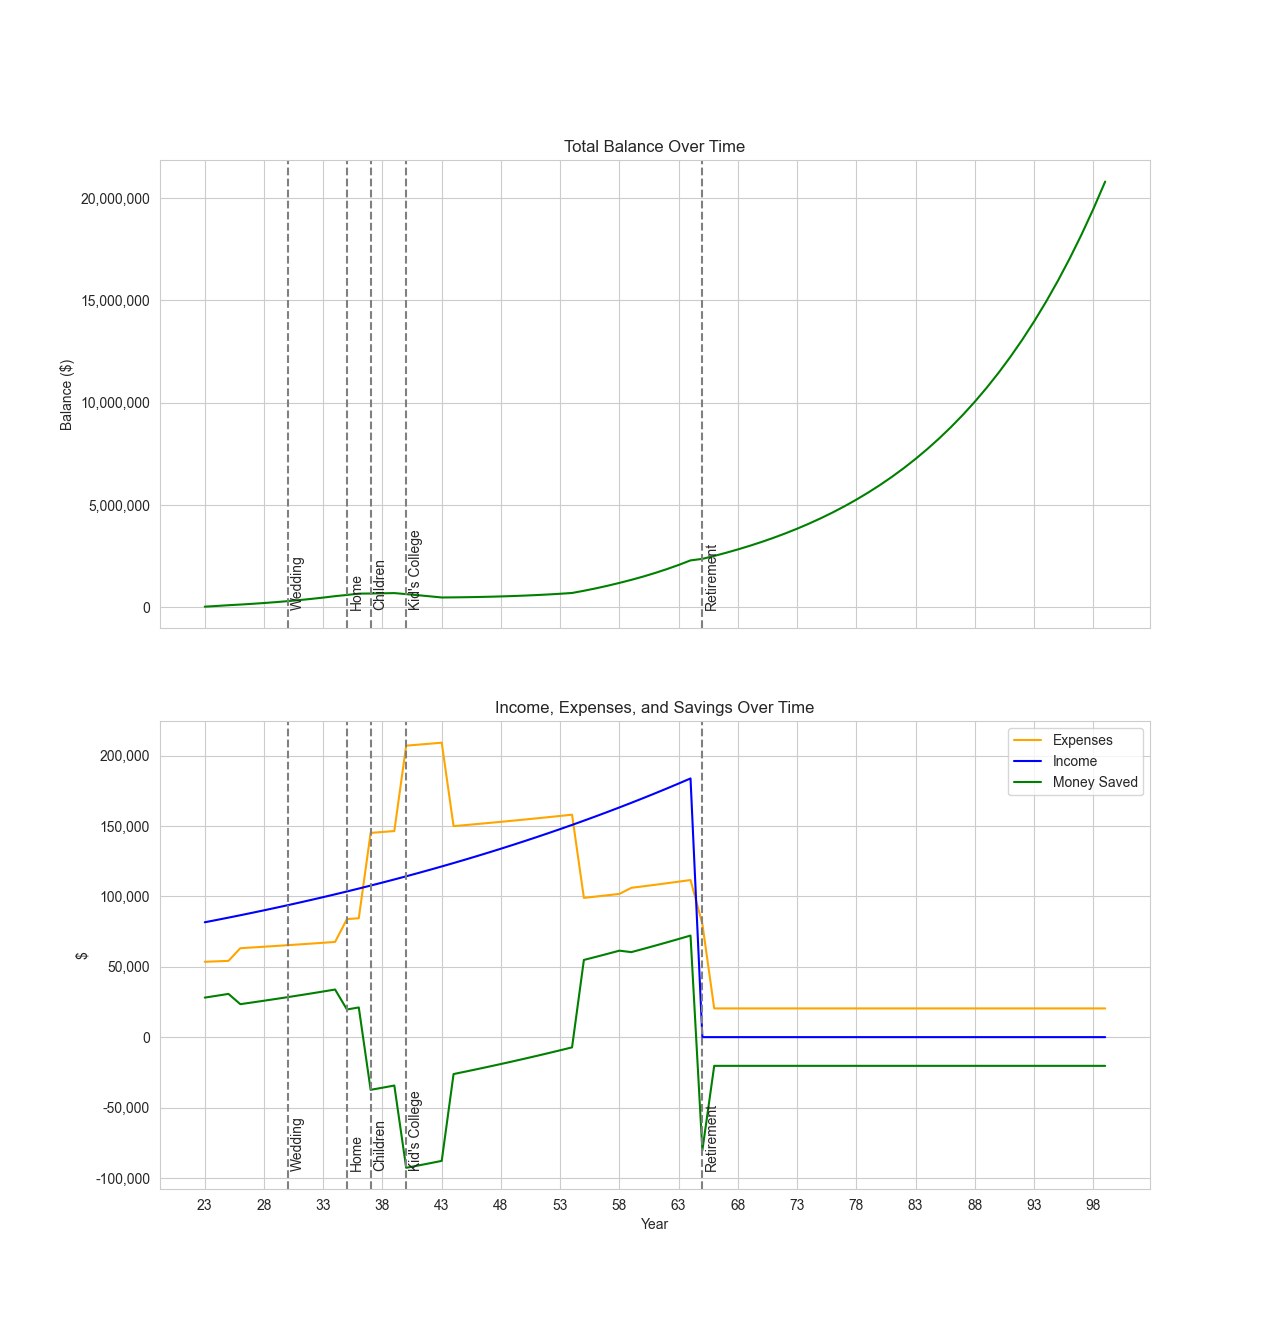 Total Balance Over Time
Balance ($)
20,000,000
15,000,000
10,000,000
5,000,000
0
Wedding
Home
Children
Kid's College
Retirement
Income, Expenses, and Savings Over Time
Expenses
Income
Money Saved
$
200,000
150,000
100,000
50,000
0
-50,000
-100,000
Wedding
Home
Children
Kid's College
Retirement
23 28 33 38 43 48 53 58 63 68 73 78 83 88 93 98
Year